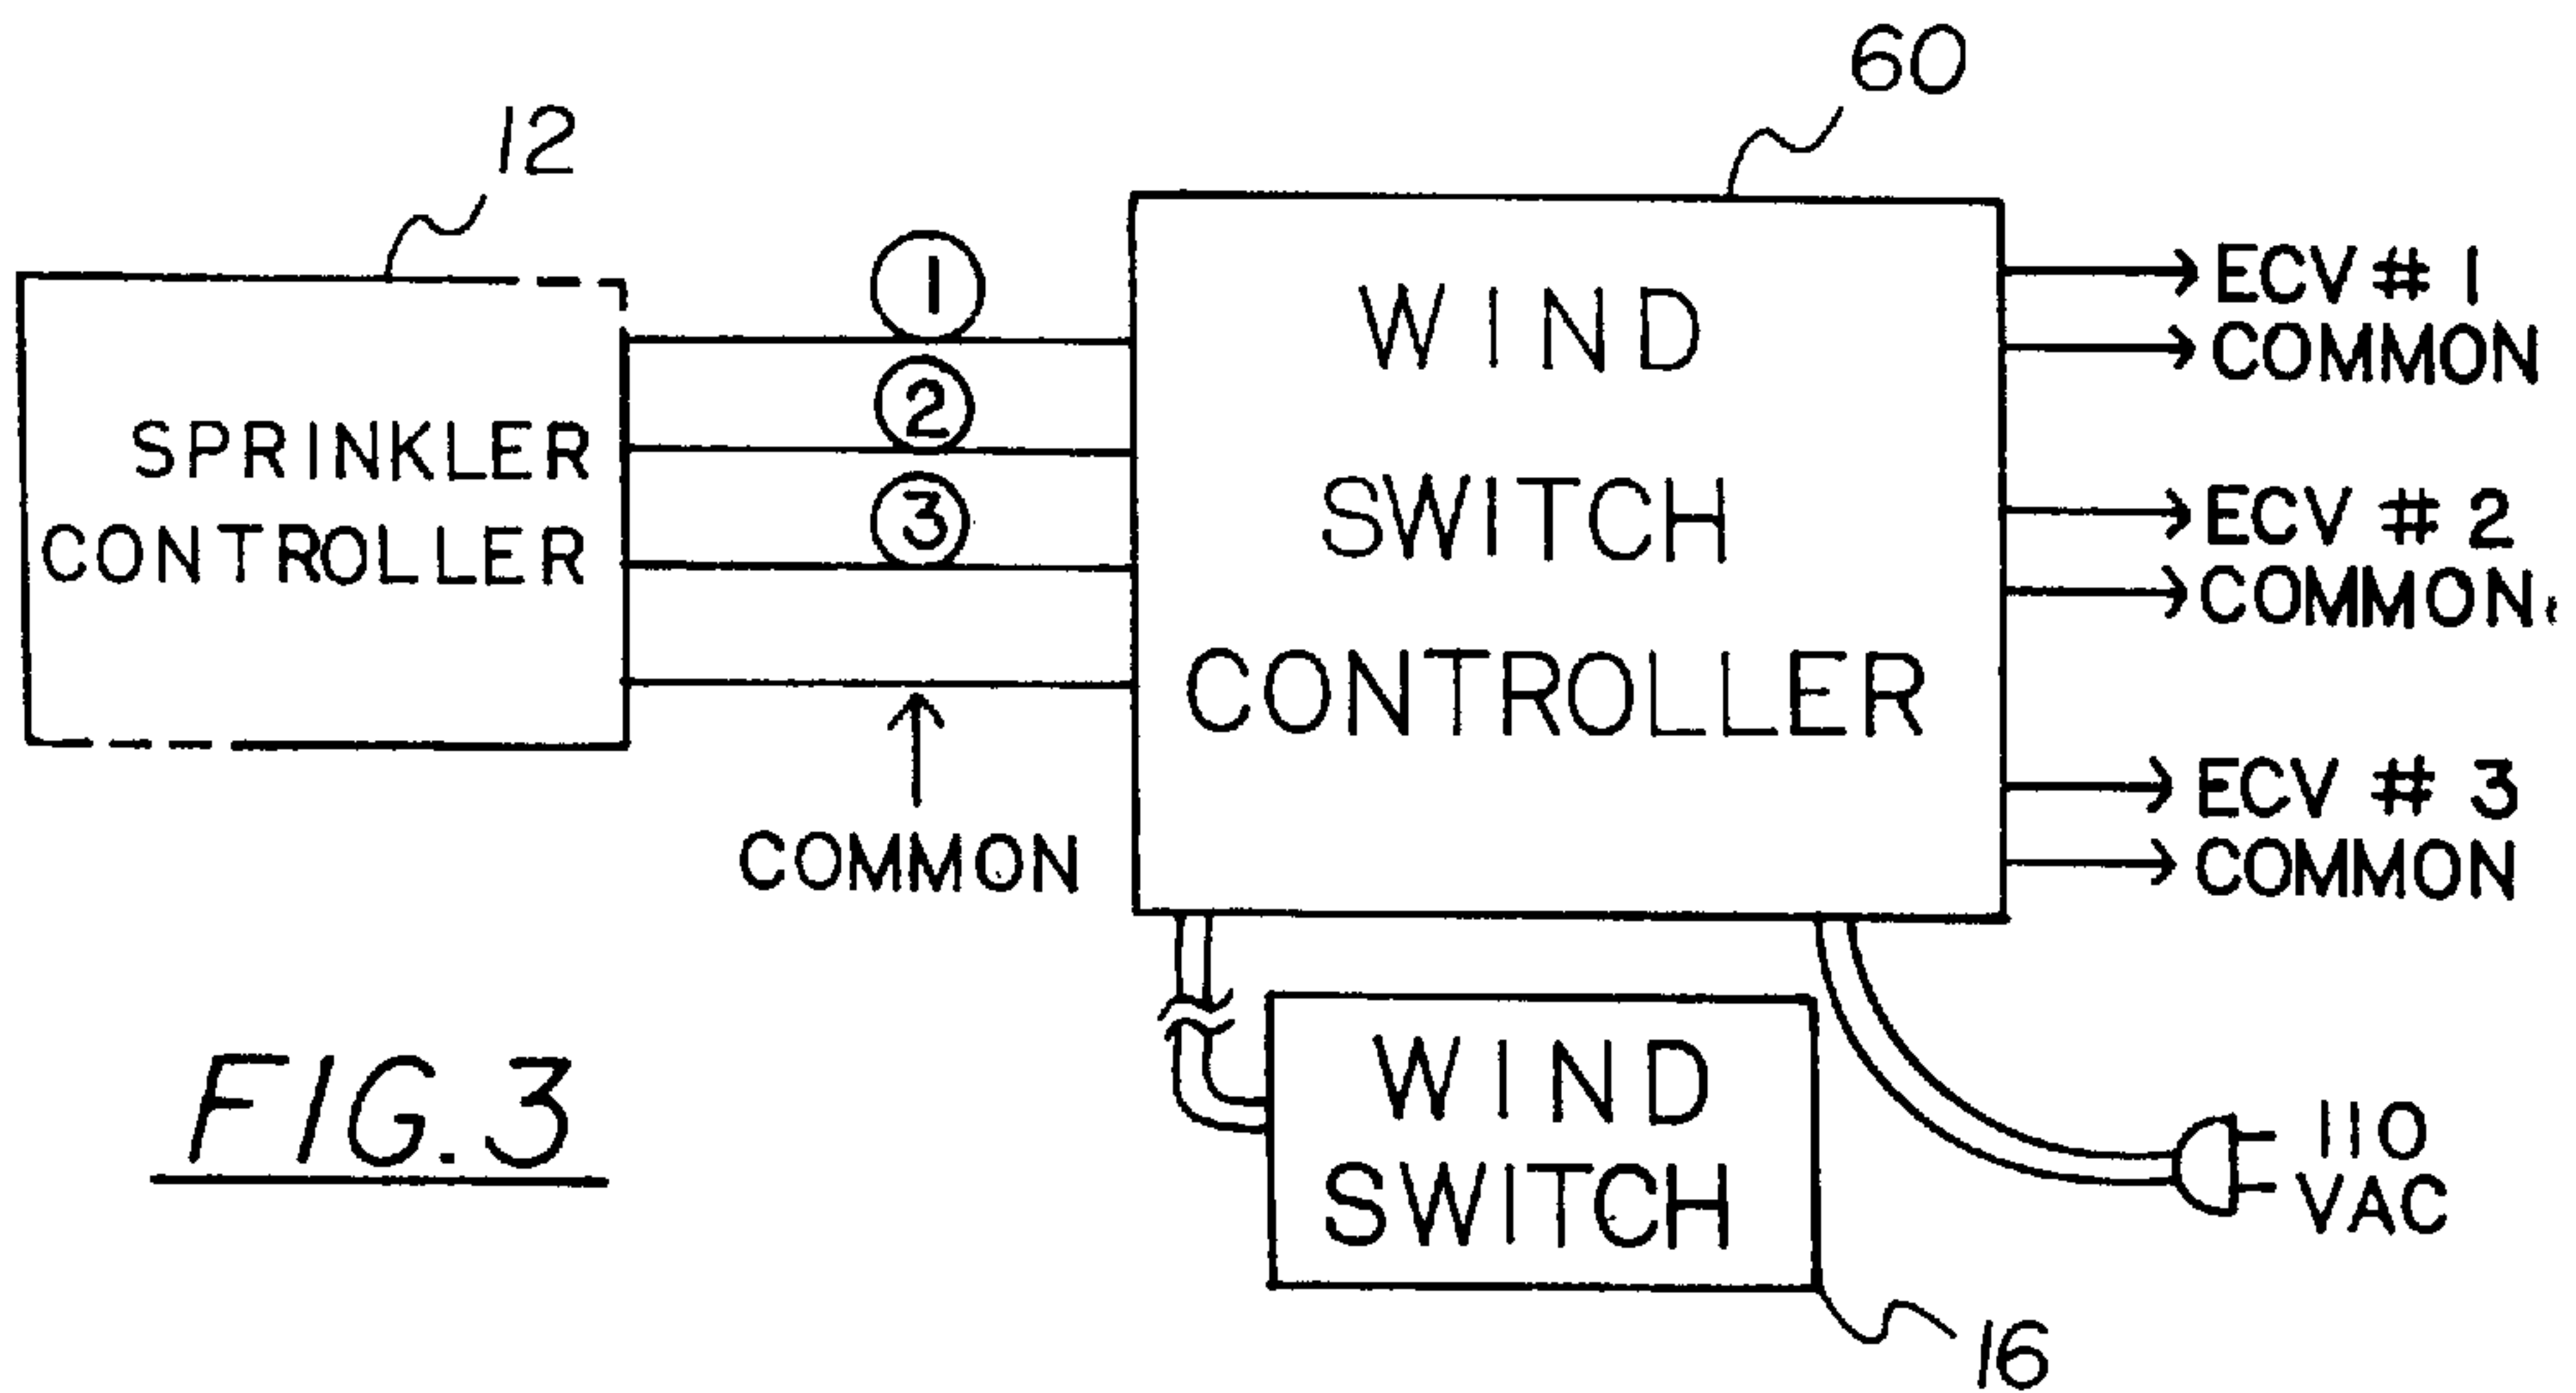 60
12
1
2
3
SPRINKLER
CONTROLLER
COMMON
WIND
SWITCH
CONTROLLER
ECV # 1
COMMON
ECV # 2
COMMON
ECV # 3
COMMON
WIND
SWITCH
110
VAC
16
FIG. 3